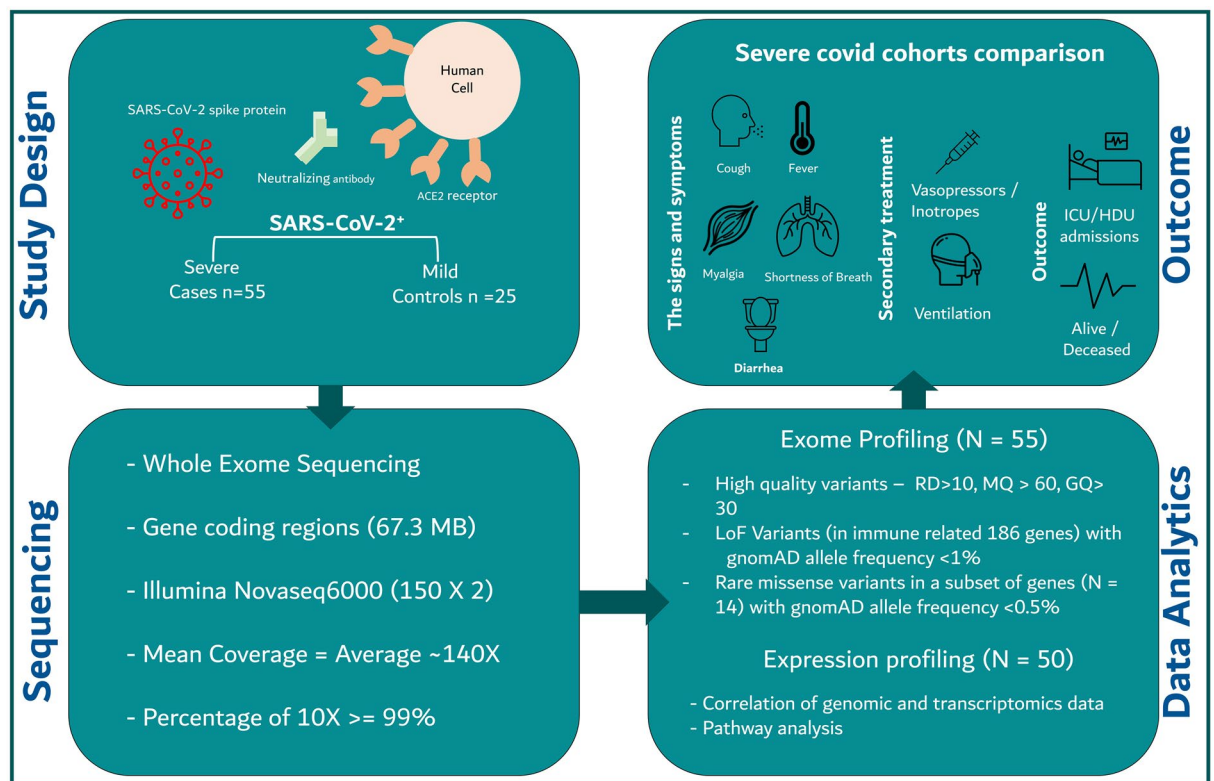 Study Design
SARS-CoV-2 spike protein
Neutralizing antibody
Human
Cell
ACE2 receptor
SARS-CoV-2⁺
Severe
Cases n=55
Mild
Controls n =25
Sequencing
- Whole Exome Sequencing
- Gene coding regions (67.3 MB)
- Illumina Novaseq6000 (150 X 2)
- Mean Coverage = Average ~140X
- Percentage of 10X >= 99%
Data Analytics
Exome Profiling (N = 55)
- High quality variants – RD>10, MQ > 60, GQ>
30
- LoF Variants (in immune related 186 genes) with
gnomAD allele frequency <1%
- Rare missense variants in a subset of genes (N =
14) with gnomAD allele frequency <0.5%
Expression profiling (N = 50)
- Correlation of genomic and transcriptomics data
- Pathway analysis
Outcome
Severe covid cohorts comparison
The signs and symptoms
Cough
Fever
Myalgia
Shortness of Breath
Diarrhea
Secondary treatment
Vasopressors /
Inotropes
Ventilation
Outcome
ICU/HDU
admissions
Alive /
Deceased